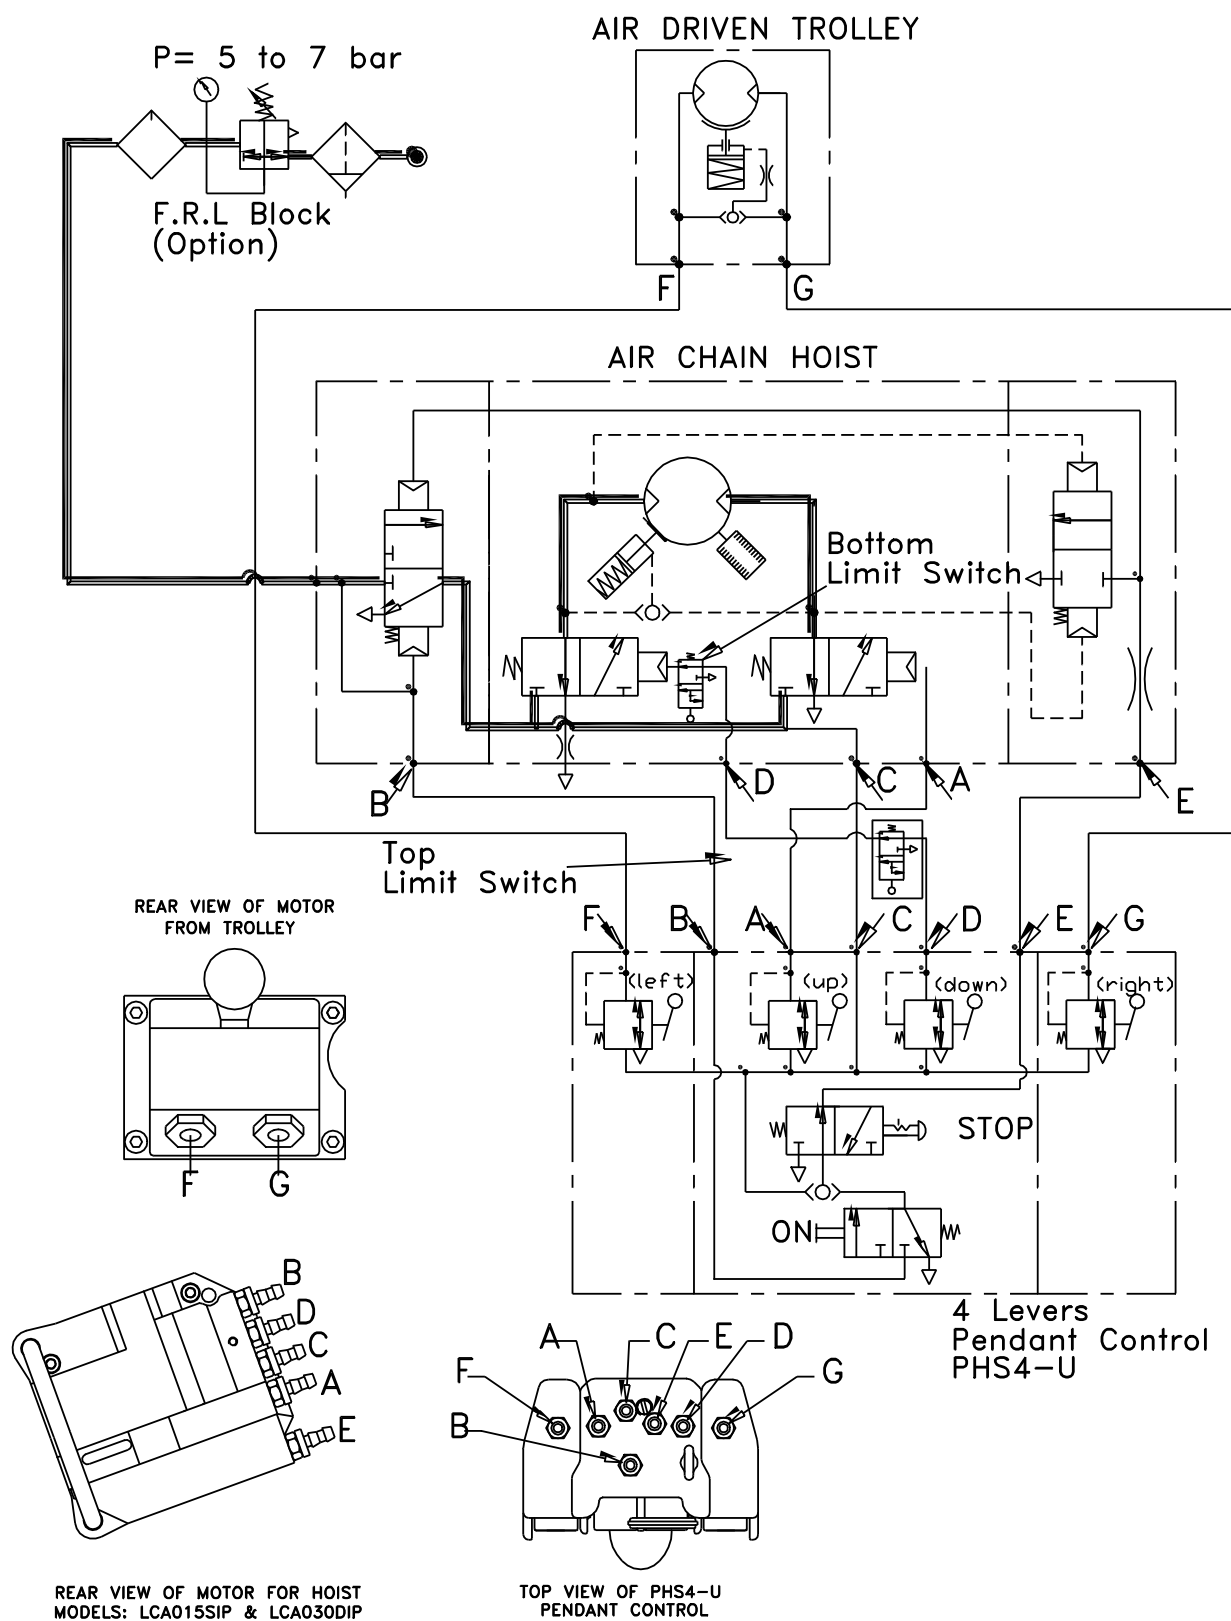 AIR DRIVEN TROLLEY
P= 5 to 7 bar
F.R.L Block
(Option)
F
G
AIR CHAIN HOIST
Bottom
Limit Switch
B
D
C
A
E
Top
Limit Switch
REAR VIEW OF MOTOR
FROM TROLLEY
F
B
A
C
D
E
G
(left)
(up)
(down)
(right)
STOP
ON
F
G
4 Levers
Pendant Control
PHS4-U
B
D
C
A
E
A
C
E
D
F
G
B
REAR VIEW OF MOTOR FOR HOIST
MODELS: LCA015SIP & LCA030DIP
TOP VIEW OF PHS4-U
PENDANT CONTROL